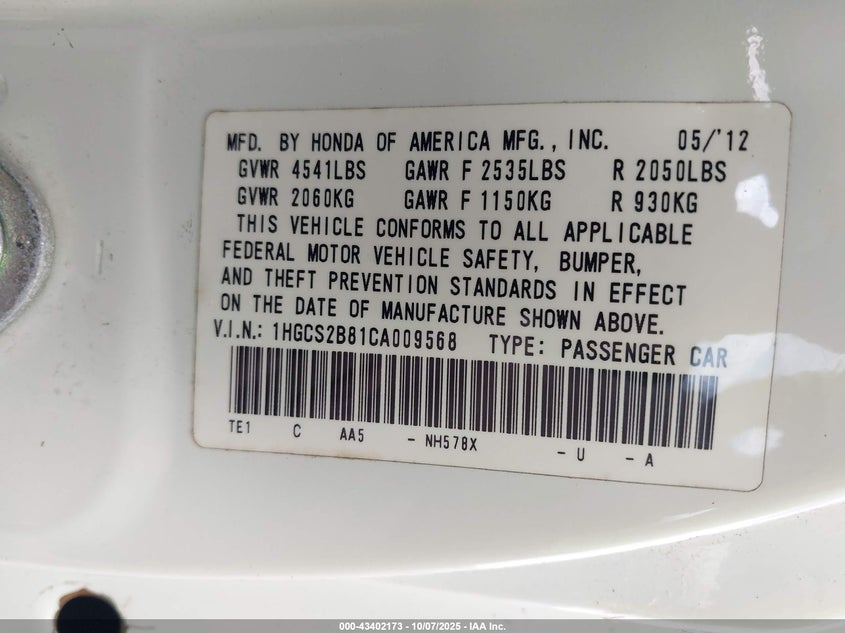 MFD. BY HONDA OF AMERICA MFG., INC. 05/'12
GVWR 4541LBS GAWR F 2535LBS R 2050LBS
GVWR 2060KG GAWR F 1150KG R 930KG
THIS VEHICLE CONFORMS TO ALL APPLICABLE
FEDERAL MOTOR VEHICLE SAFETY, BUMPER,
AND THEFT PREVENTION STANDARDS IN EFFECT
ON THE DATE OF MANUFACTURE SHOWN ABOVE.
V.I.N.: 1HGCS2B81CA009568 TYPE: PASSENGER CAR
TE1 C AA5 - NH578X - U - A
000-43402173 - 10/07/2025 - IAA Inc.